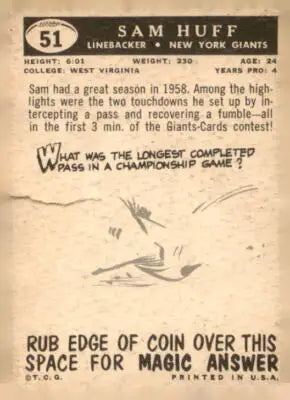 51
SAM HUFF
LINEBACKER • NEW YORK GIANTS
HEIGHT: 6:01 WEIGHT: 230 AGE: 24
COLLEGE: WEST VIRGINIA YEARS PRO: 4
Sam had a great season in 1958. Among the high-
lights were the two touchdowns he set up by in-
tercepting a pass and recovering a fumble—all
in the first 3 min. of the Giants-Cards contest!
WHAT WAS THE LONGEST COMPLETED
PASS IN A CHAMPIONSHIP GAME?
RUB EDGE OF COIN OVER THIS
SPACE FOR MAGIC ANSWER
©T.C.G. PRINTED IN U.S.A.